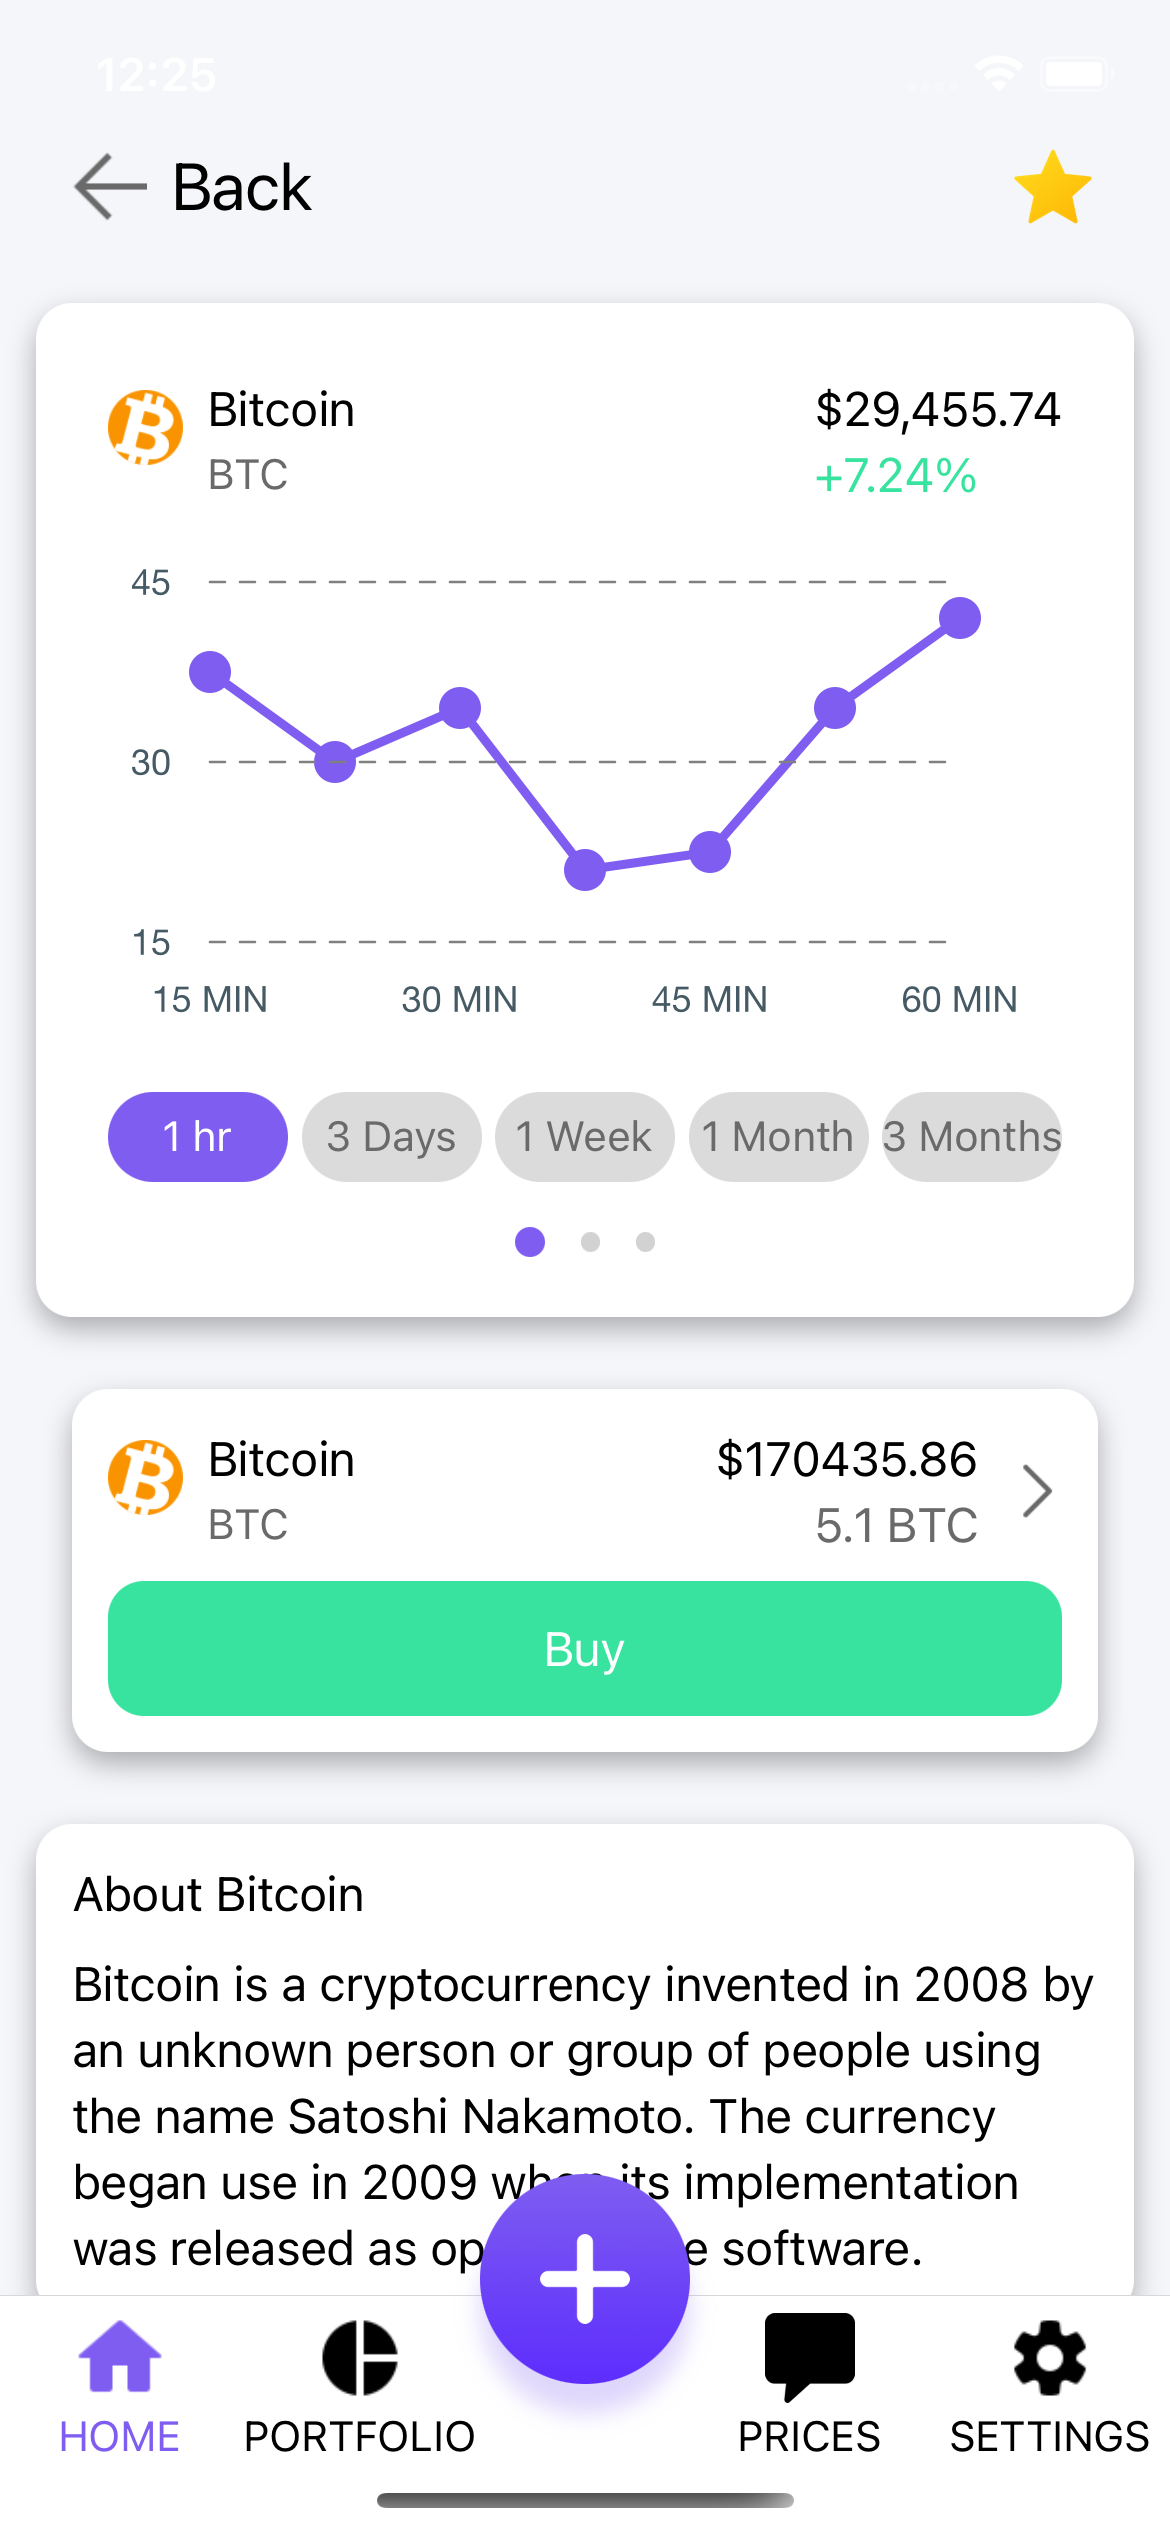 12:25
Back
Bitcoin
$29,455.74
BTC
+7.24%
45
30
15
15 MIN 30 MIN 45 MIN 60 MIN
1 hr 3 Days 1 Week 1 Month 3 Months
Bitcoin
$170435.86
BTC
5.1 BTC
Buy
About Bitcoin
Bitcoin is a cryptocurrency invented in 2008 by
an unknown person or group of people using
the name Satoshi Nakamoto. The currency
began use in 2009 when its implementation
was released as software.
HOME PORTFOLIO PRICES SETTINGS